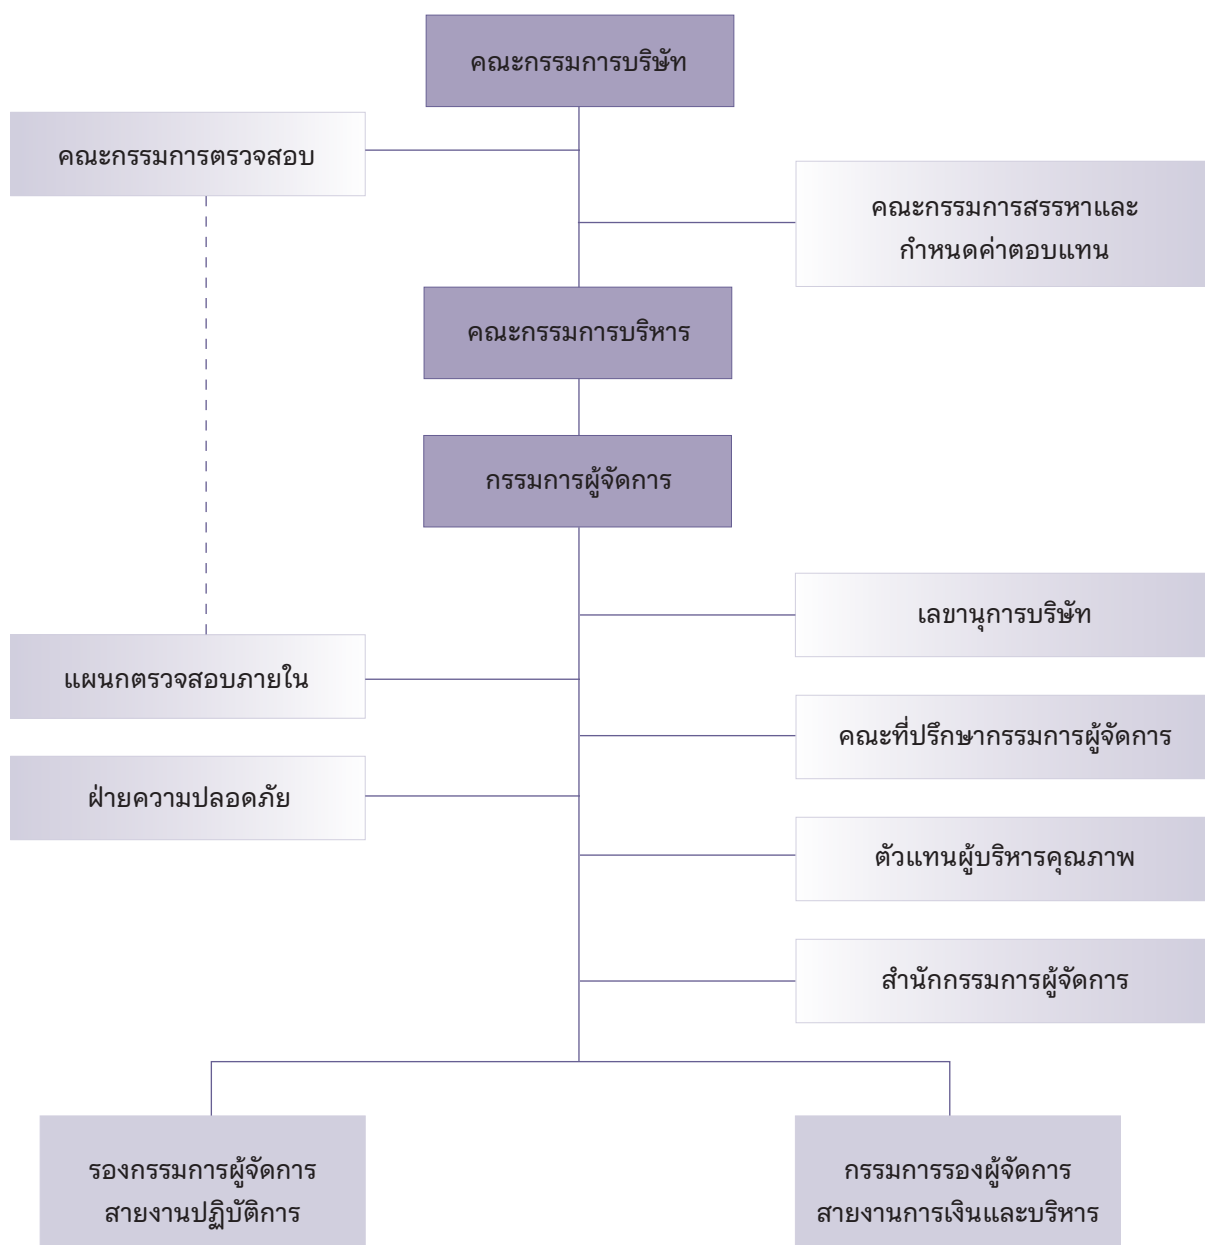 คณะกรรมการบริษัท
คณะกรรมการตรวจสอบ
คณะกรรมการสรรหาและ
กำหนดค่าตอบแทน
คณะกรรมการบริหาร
กรรมการผู้จัดการ
เลขานุการบริษัท
แผนกตรวจสอบภายใน
คณะที่ปรึกษากรรมการผู้จัดการ
ฝ่ายความปลอดภัย
ตัวแทนผู้บริหารคุณภาพ
สำนักกรรมการผู้จัดการ
รองกรรมการผู้จัดการ
สายงานปฏิบัติการ
กรรมการรองผู้จัดการ
สายงานการเงินและบริหาร